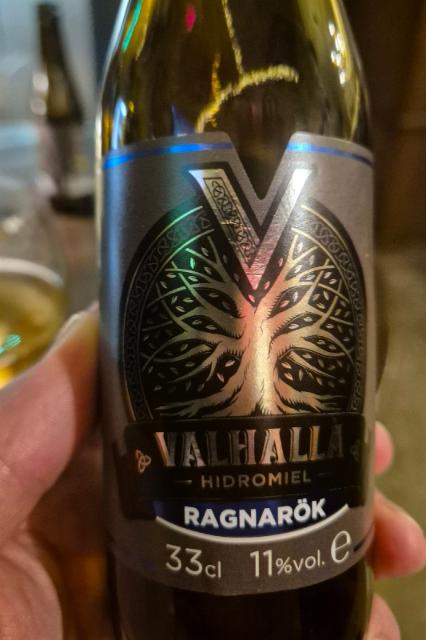 V
VALHALLA
HIDROMIEL
RAGNARÖK
33cl 11%vol. e